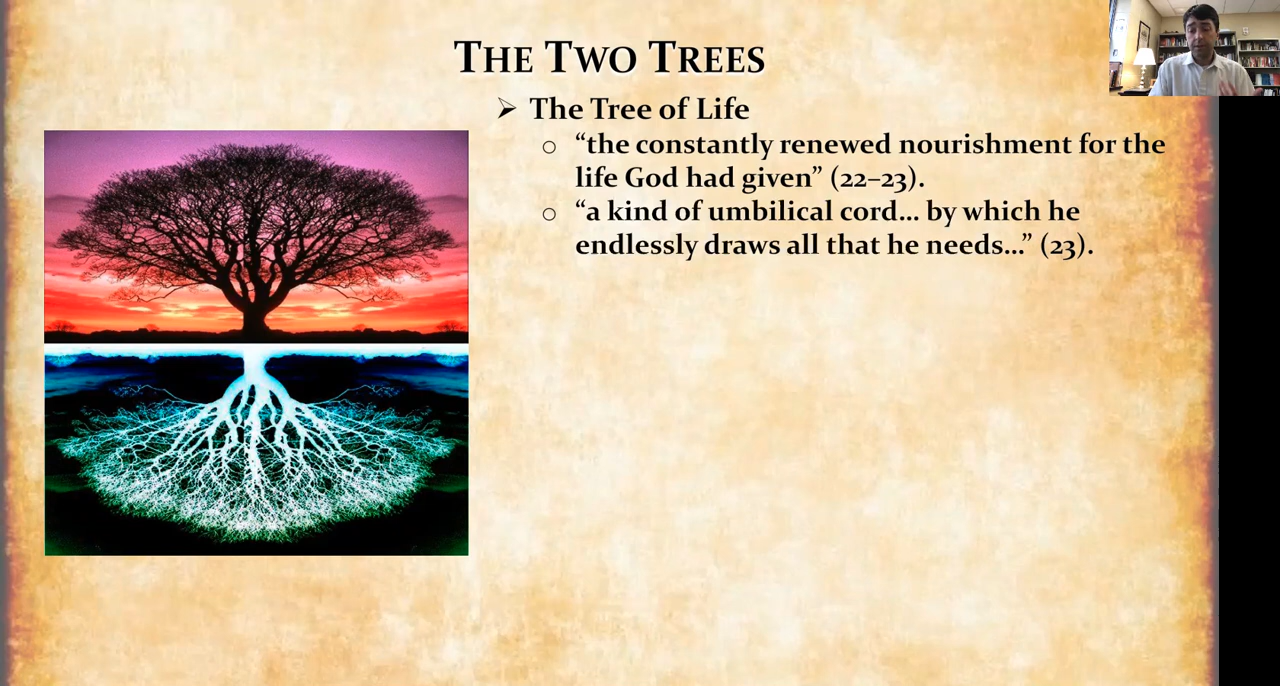 THE TWO TREES
➢ The Tree of Life
○ “the constantly renewed nourishment for the
life God had given” (22–23).
○ “a kind of umbilical cord… by which he
endlessly draws all that he needs…” (23).